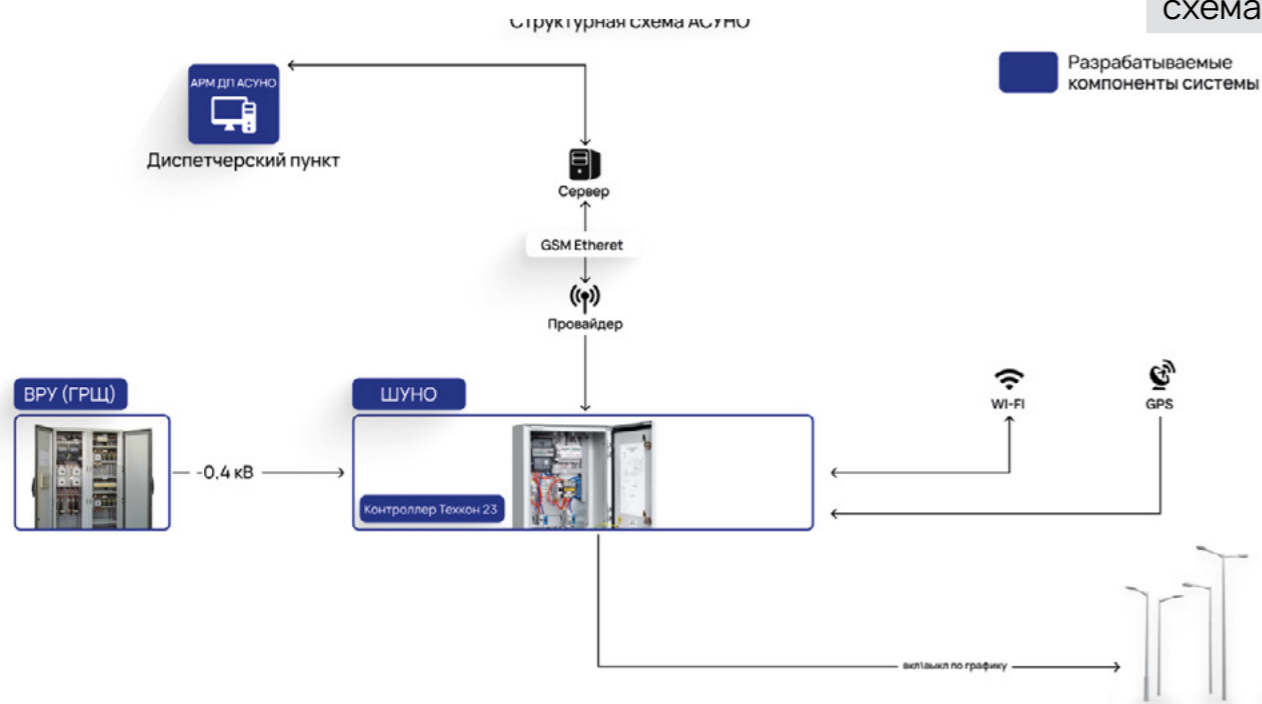 схема
Структурная схема АСУНО
Разрабатываемые
компоненты системы
АРМ ДП АСУНО
Диспетчерский пункт
Сервер
GSM Etheret
Провайдер
ВРУ (ГРЩ)
ШУНО
WI-FI
GPS
-0,4 кВ
Контроллер Техкон 23
вкл\выкл по графику